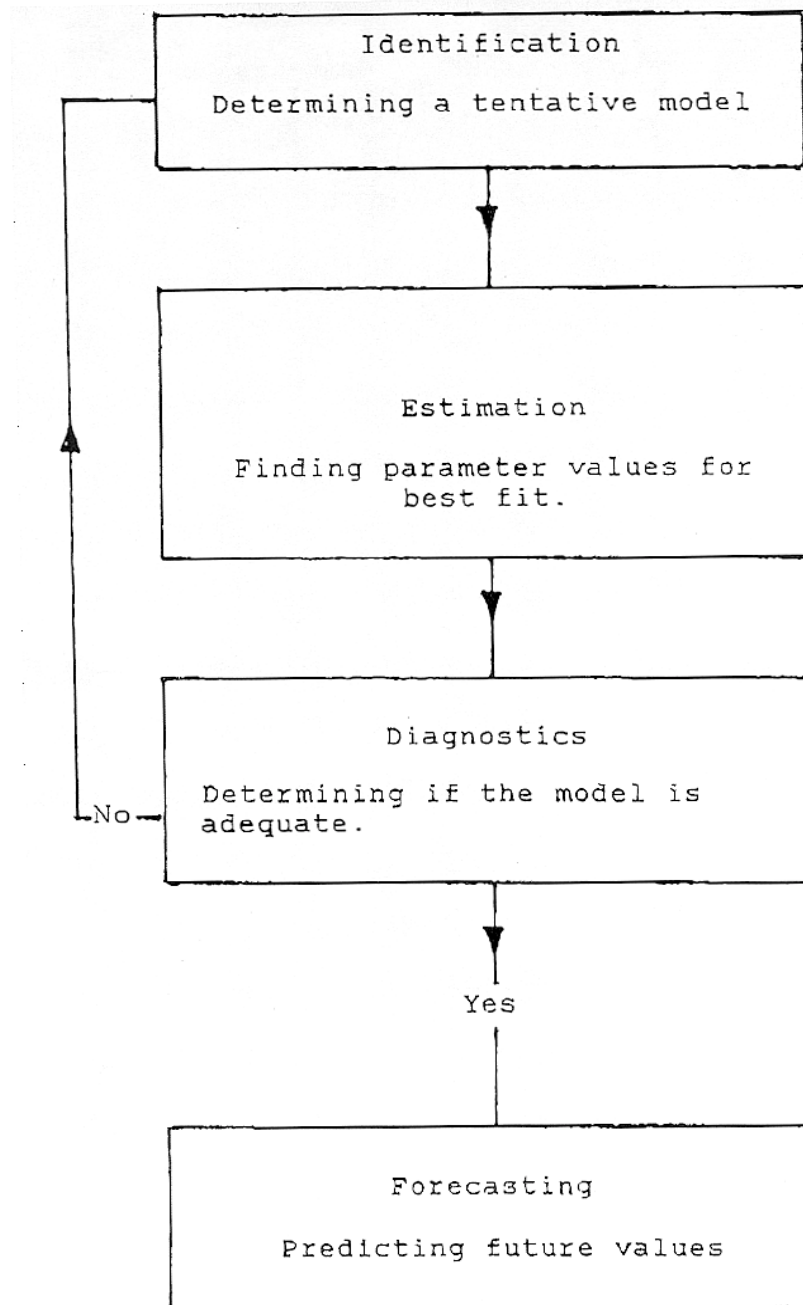 Identification
Determining a tentative model
Estimation
Finding parameter values for
best fit.
Diagnostics
Determining if the model is
adequate.
No
Yes
Forecasting
Predicting future values